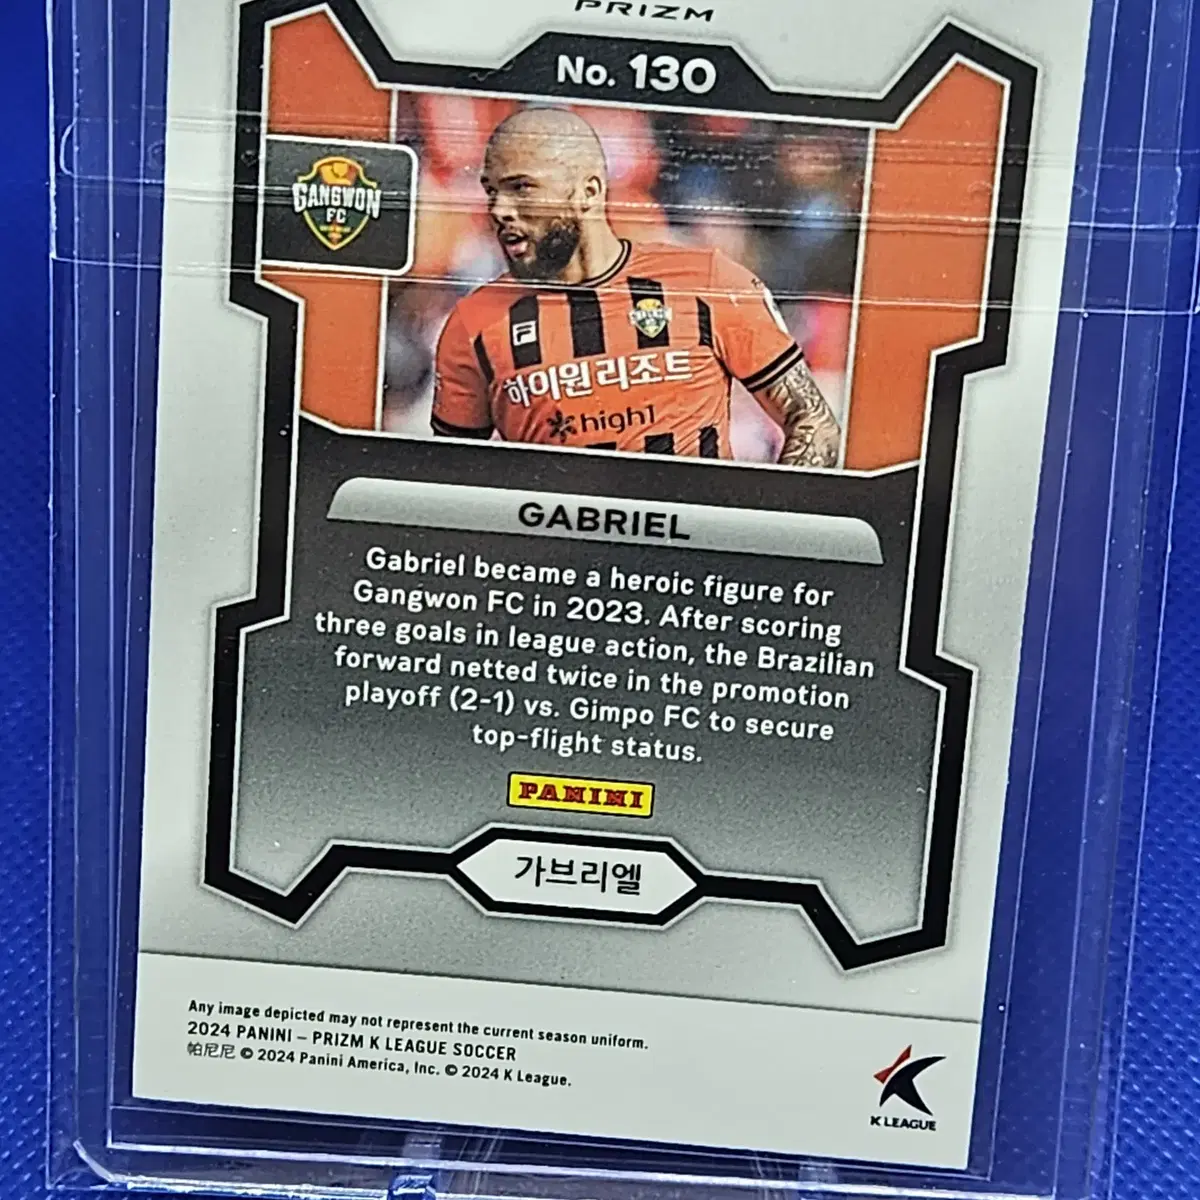 PRIZM
No. 130
GANGWON
FC
하이원리조트
high1
GABRIEL
Gabriel became a heroic figure for
Gangwon FC in 2023. After scoring
three goals in league action, the Brazilian
forward netted twice in the promotion
playoff (2-1) vs. Gimpo FC to secure
top-flight status.
PANINI
가브리엘
Any image depicted may not represent the current season uniform.
2024 PANINI – PRIZM K LEAGUE SOCCER
帕尼尼 © 2024 Panini America, Inc. © 2024 K League.
K LEAGUE